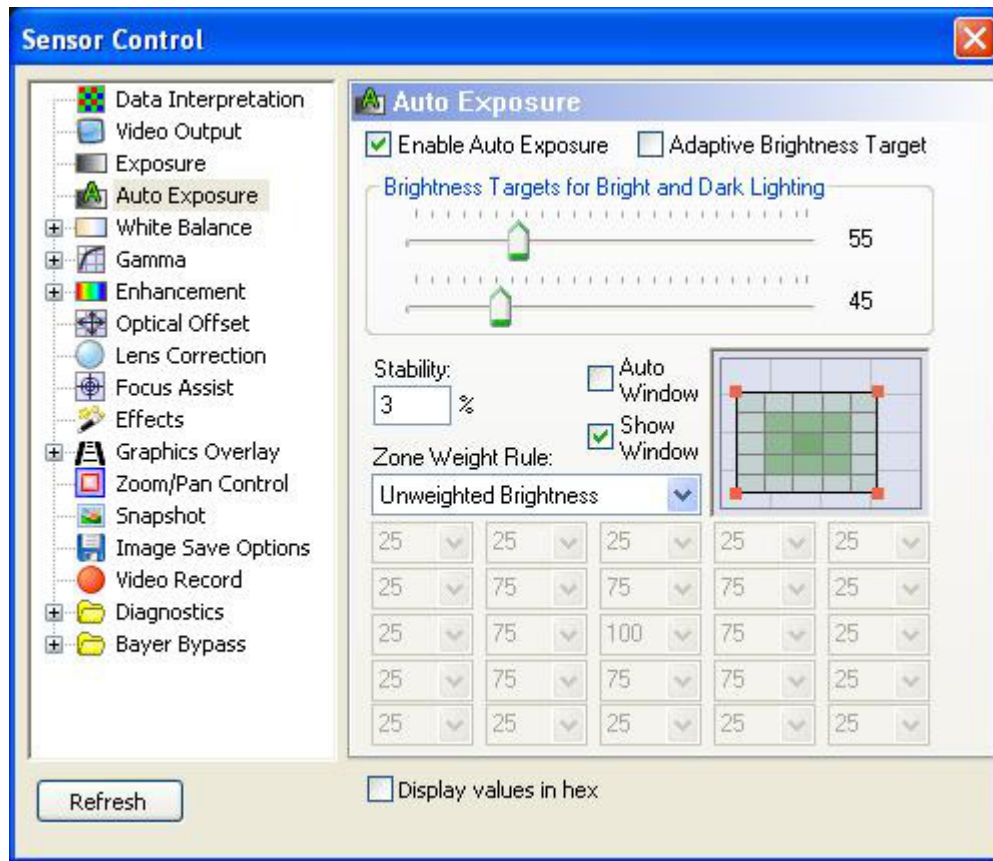 Sensor Control
Data Interpretation
Video Output
Exposure
Auto Exposure
White Balance
Gamma
Enhancement
Optical Offset
Lens Correction
Focus Assist
Effects
Graphics Overlay
Zoom/Pan Control
Snapshot
Image Save Options
Video Record
Diagnostics
Bayer Bypass
Refresh
Auto Exposure
Enable Auto Exposure Adaptive Brightness Target
Brightness Targets for Bright and Dark Lighting
55
45
Stability:
3 %
Auto
Window
Show
Window
Zone Weight Rule:
Unweighted Brightness
25 25 25 25 25
25 75 75 75 25
25 75 100 75 25
25 75 75 75 25
25 25 25 25 25
Display values in hex